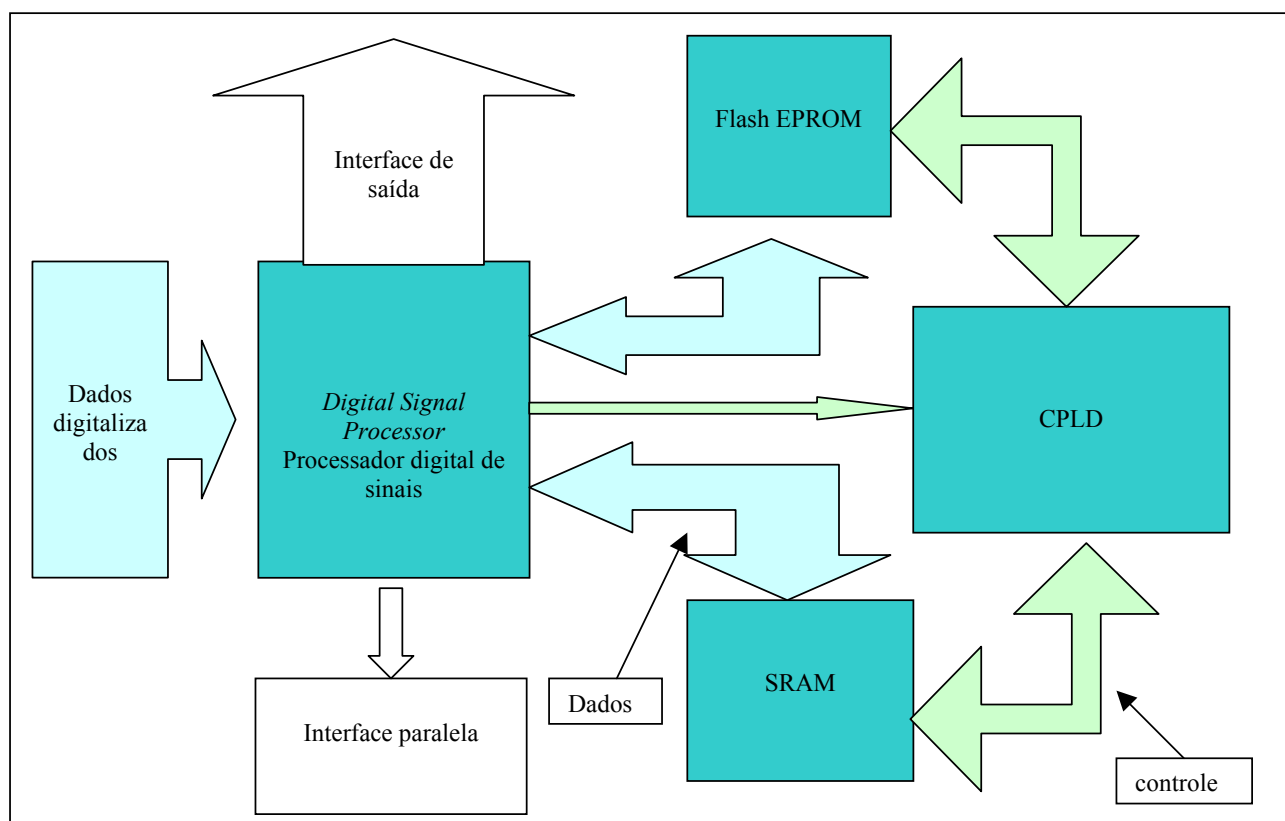 Interface de
saída
Flash EPROM
Dados
digitaliza
dos
Digital Signal
Processor
Processador digital de
sinais
CPLD
SRAM
Dados
Interface paralela
controle